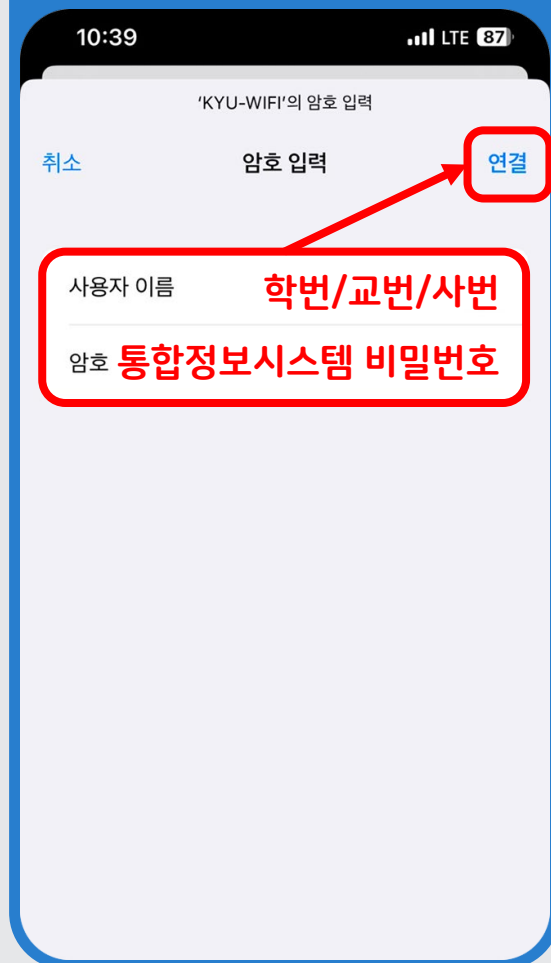 10:39 LTE 87
'KYU-WIFI'의 암호 입력
취소 암호 입력 연결
사용자 이름 학번/교번/사번
암호 통합정보시스템 비밀번호